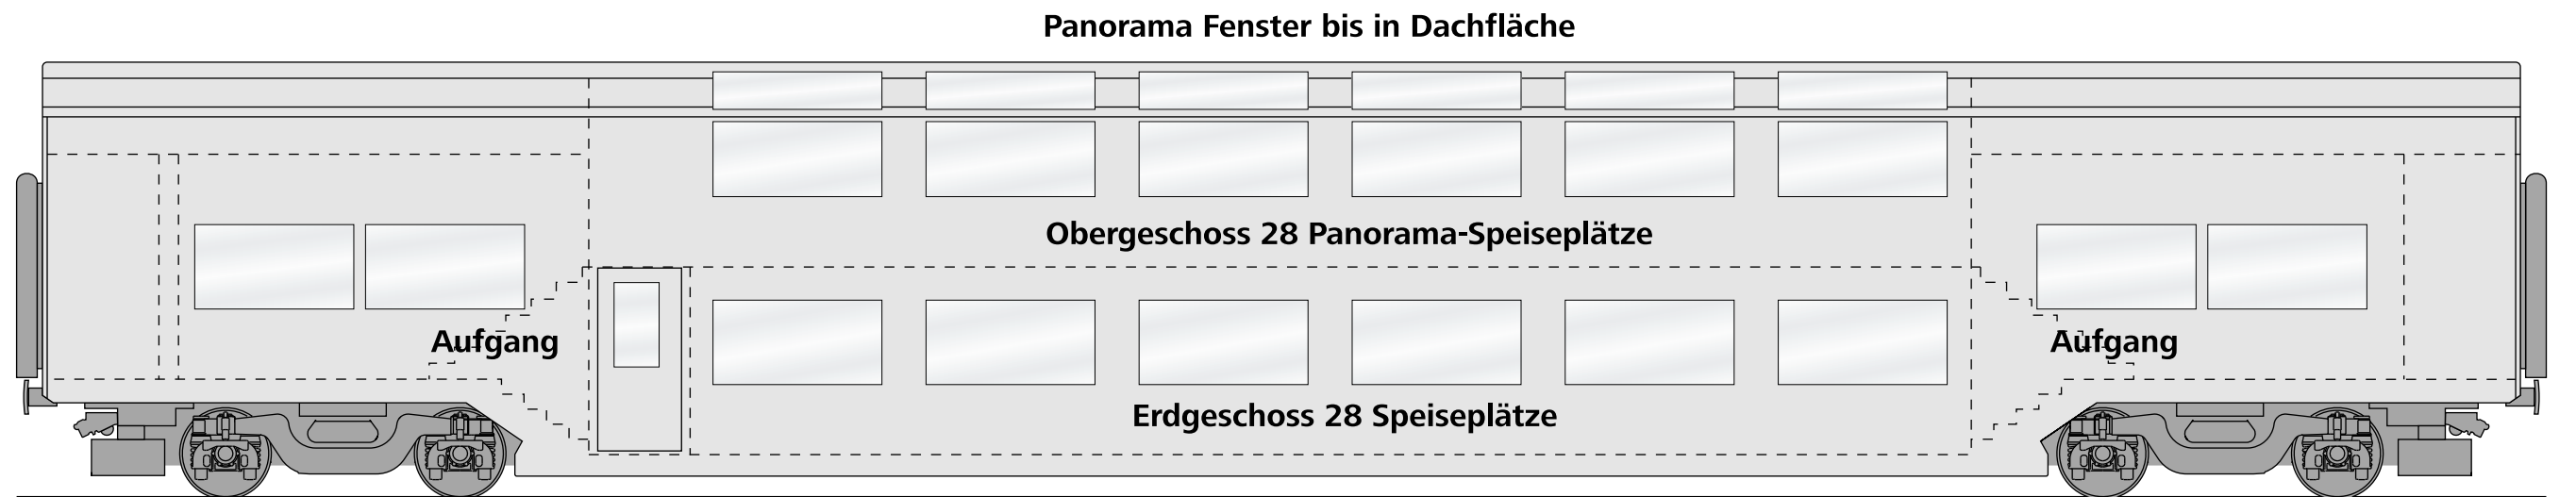 Panorama Fenster bis in Dachfläche
Obergeschoss 28 Panorama-Speiseplätze
Aufgang
Aufgang
Erdgeschoss 28 Speiseplätze